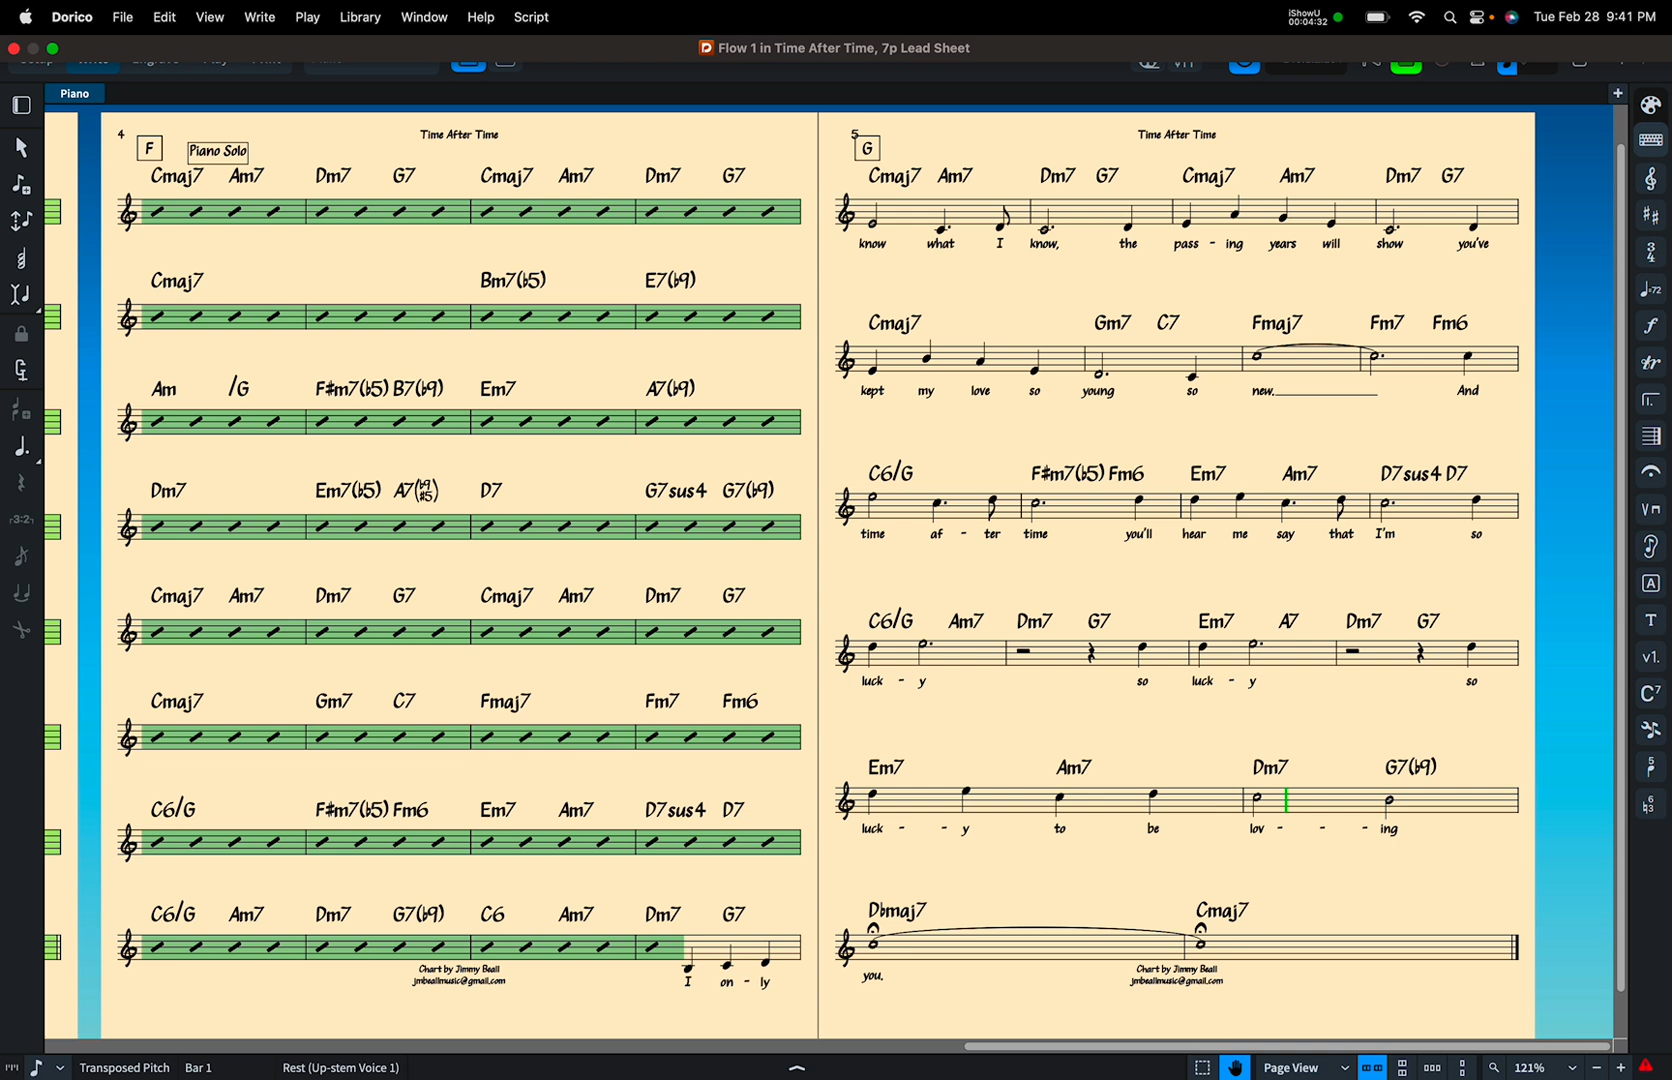 Dorico File Edit View Write Play Library Window Help Script
iShowU 00:04:32
Tue Feb 28 9:41 PM
Flow 1 in Time After Time, 7p Lead Sheet
Piano
4 Time After Time
F Piano Solo
Cmaj7 Am7 Dm7 G7 Cmaj7 Am7 Dm7 G7
Cmaj7 Bm7(♭5) E7(♭9)
Am /G F#m7(♭5) B7(♭9) Em7 A7(♭9)
Dm7 Em7(♭5) A7(♭9 #5) D7 G7sus4 G7(♭9)
Cmaj7 Am7 Dm7 G7 Cmaj7 Am7 Dm7 G7
Cmaj7 Gm7 C7 Fmaj7 Fm7 Fm6
C6/G F#m7(♭5) Fm6 Em7 Am7 D7sus4 D7
C6/G Am7 Dm7 G7(♭9) C6 Am7 Dm7 G7
I on - ly
Chart by Jimmy Beall
jmbeallmusic@gmail.com
5 Time After Time
G
Cmaj7 Am7 Dm7 G7 Cmaj7 Am7 Dm7 G7
know what I know, the pass - ing years will show you've
Cmaj7 Gm7 C7 Fmaj7 Fm7 Fm6
kept my love so young so new. And
C6/G F#m7(♭5) Fm6 Em7 Am7 D7sus4 D7
time af - ter time you'll hear me say that I'm so
C6/G Am7 Dm7 G7 Em7 A7 Dm7 G7
luck - y so luck - y so
Em7 Am7 Dm7 G7(♭9)
luck - - y to be lov - - - ing
D♭maj7 Cmaj7
you.
Chart by Jimmy Beall
jmbeallmusic@gmail.com
Transposed Pitch Bar 1 Rest (Up-stem Voice 1)
Page View 121%